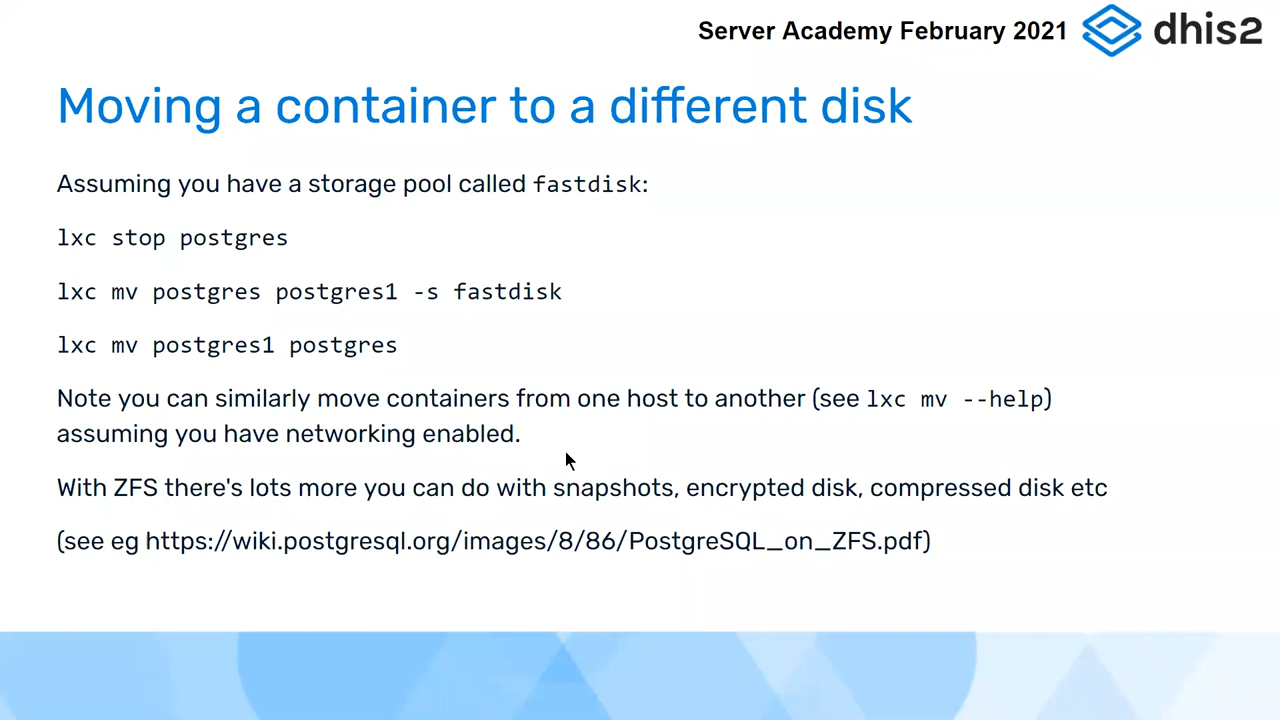 Server Academy February 2021
dhis2
Moving a container to a different disk
Assuming you have a storage pool called fastdisk:
lxc stop postgres
lxc mv postgres postgres1 -s fastdisk
lxc mv postgres1 postgres
Note you can similarly move containers from one host to another (see lxc mv --help)
assuming you have networking enabled.
With ZFS there's lots more you can do with snapshots, encrypted disk, compressed disk etc
(see eg https://wiki.postgresql.org/images/8/86/PostgreSQL_on_ZFS.pdf)